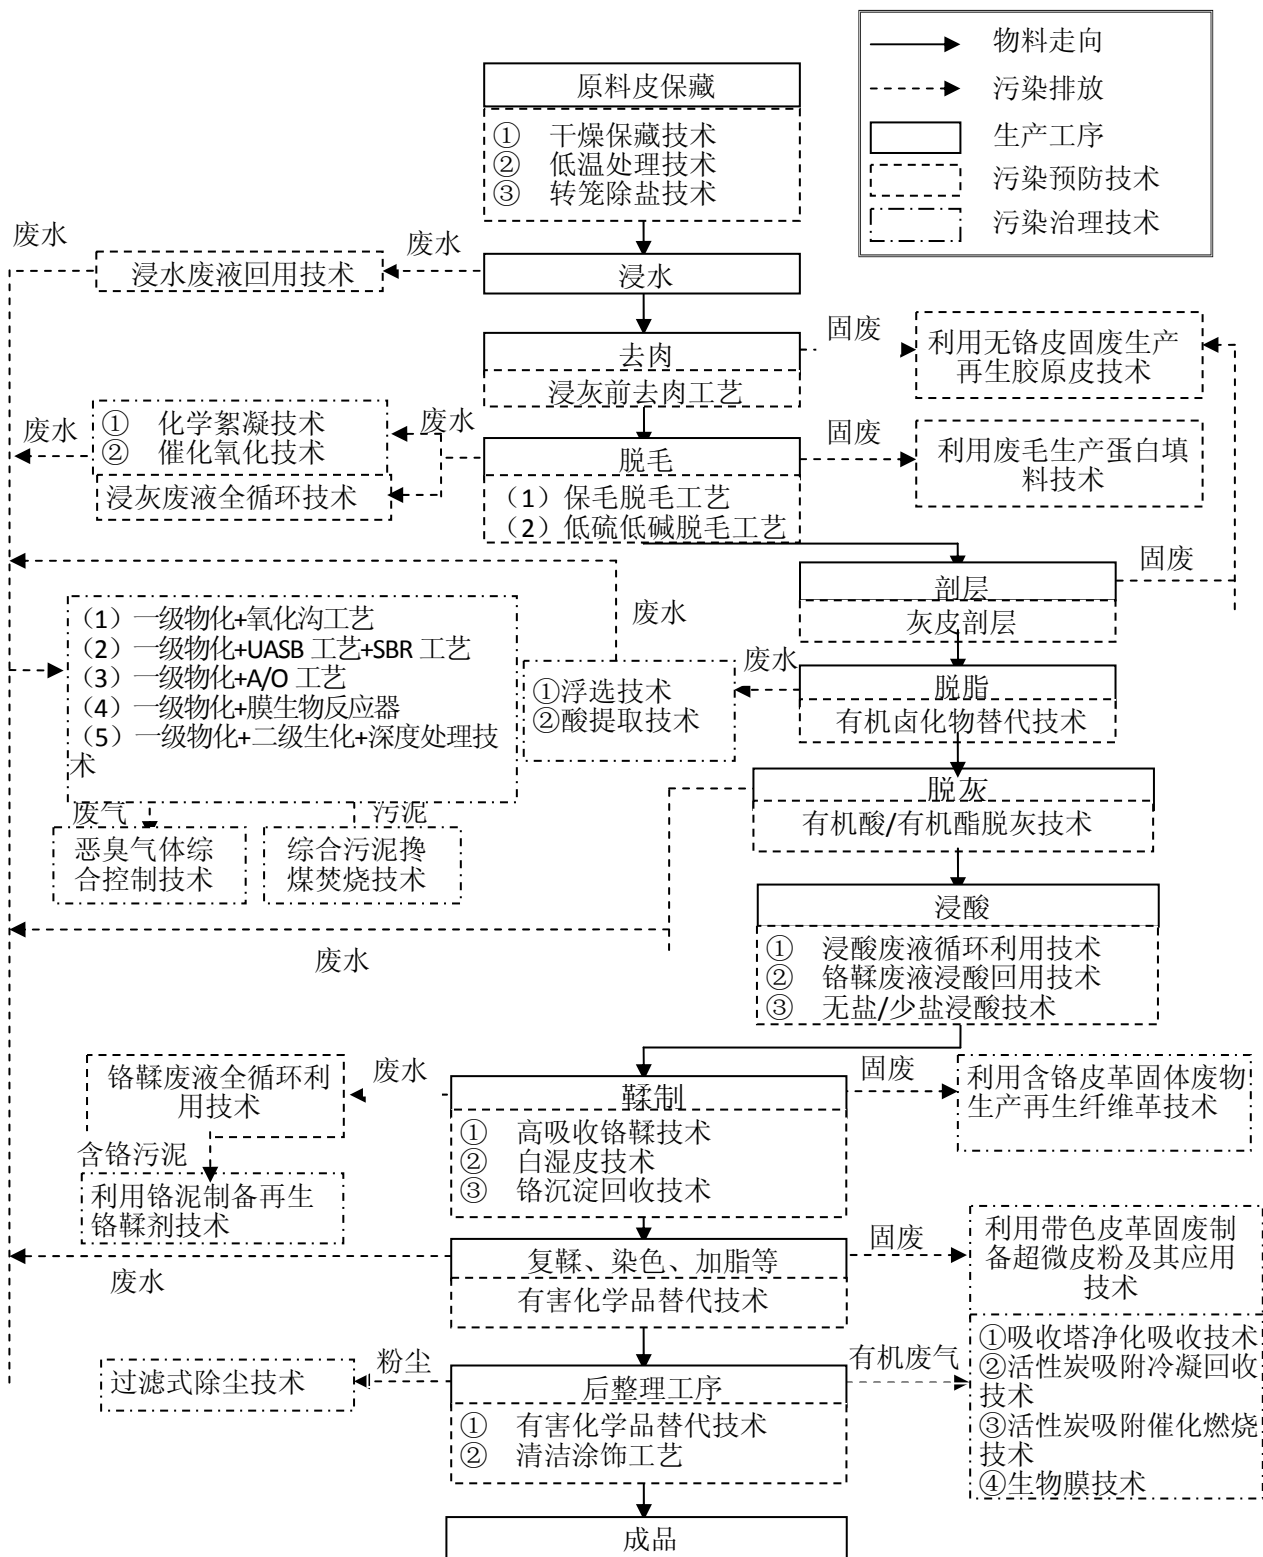 物料走向
污染排放
生产工序
污染预防技术
污染治理技术
原料皮保藏
① 干燥保藏技术
② 低温处理技术
③ 转笼除盐技术
废水
浸水废液回用技术
废水
浸水
去肉
浸灰前去肉工艺
固废
利用无铬皮固废生产
再生胶原皮技术
废水
① 化学絮凝技术
② 催化氧化技术
浸灰废液全循环技术
废水
脱毛
（1）保毛脱毛工艺
（2）低硫低碱脱毛工艺
固废
利用废毛生产蛋白填
料技术
剖层
灰皮剖层
固废
（1）一级物化+氧化沟工艺
（2）一级物化+UASB 工艺+SBR 工艺
（3）一级物化+A/O 工艺
（4）一级物化+膜生物反应器
（5）一级物化+二级生化+深度处理技
术
废水
①浮选技术
②酸提取技术
废水
脱脂
有机卤化物替代技术
废气
恶臭气体综
合控制技术
污泥
综合污泥搀
煤焚烧技术
脱灰
有机酸/有机酯脱灰技术
废水
浸酸
① 浸酸废液循环利用技术
② 铬鞣废液浸酸回用技术
③ 无盐/少盐浸酸技术
铬鞣废液全循环利
用技术
废水
含铬污泥
利用铬泥制备再生
铬鞣剂技术
鞣制
① 高吸收铬鞣技术
② 白湿皮技术
③ 铬沉淀回收技术
固废
利用含铬皮革固体废物
生产再生纤维革技术
废水
复鞣、染色、加脂等
有害化学品替代技术
固废
利用带色皮革固废制
备超微皮粉及其应用
技术
过滤式除尘技术
粉尘
后整理工序
① 有害化学品替代技术
② 清洁涂饰工艺
有机废气
①吸收塔净化吸收技术
②活性炭吸附冷凝回收
技术
③活性炭吸附催化燃烧
技术
④生物膜技术
成品